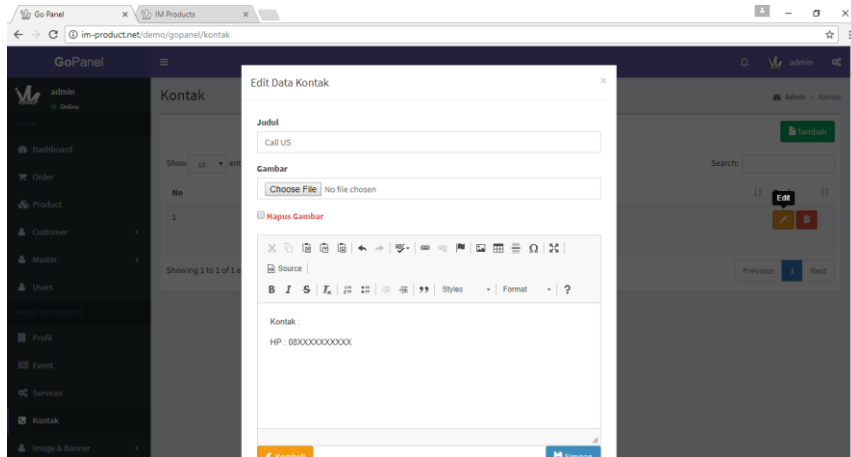 Go Panel
IM Products
im-product.net/demo/gopanel/kontak
GoPanel
admin
admin
Online
Dashboard
Order
Product
Customer
Master
Users
Profil
Event
Services
Kontak
Image & Banner
Kontak
Admin > Kontak
Tambah
Show 10 ent
Search:
No
Edit
1
Showing 1 to 1 of 1 e
Previous 1 Next
Edit Data Kontak ×
Judul
Call US
Gambar
Choose File No file chosen
Hapus Gambar
Source
B I S Ix Styles Format ?
Kontak :
HP : 08XXXXXXXXXX
Kembali
Simpan